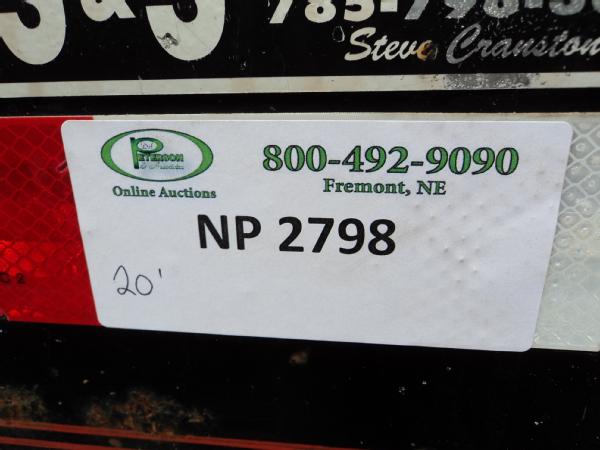 S & S
Steve Cranston
PETERSON
800-492-9090
Online Auctions
Fremont, NE
NP 2798
20'